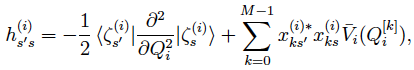 $$h^{(i)}_{s's} = -\frac{1}{2} \langle \zeta^{(i)}_{s'} | \frac{\partial^2}{\partial Q_i^2} | \zeta^{(i)}_{s} \rangle + \sum_{k=0}^{M-1} x^{(i)*}_{ks'} x^{(i)}_{ks} \bar{V}_i(Q_i^{[k]}),$$